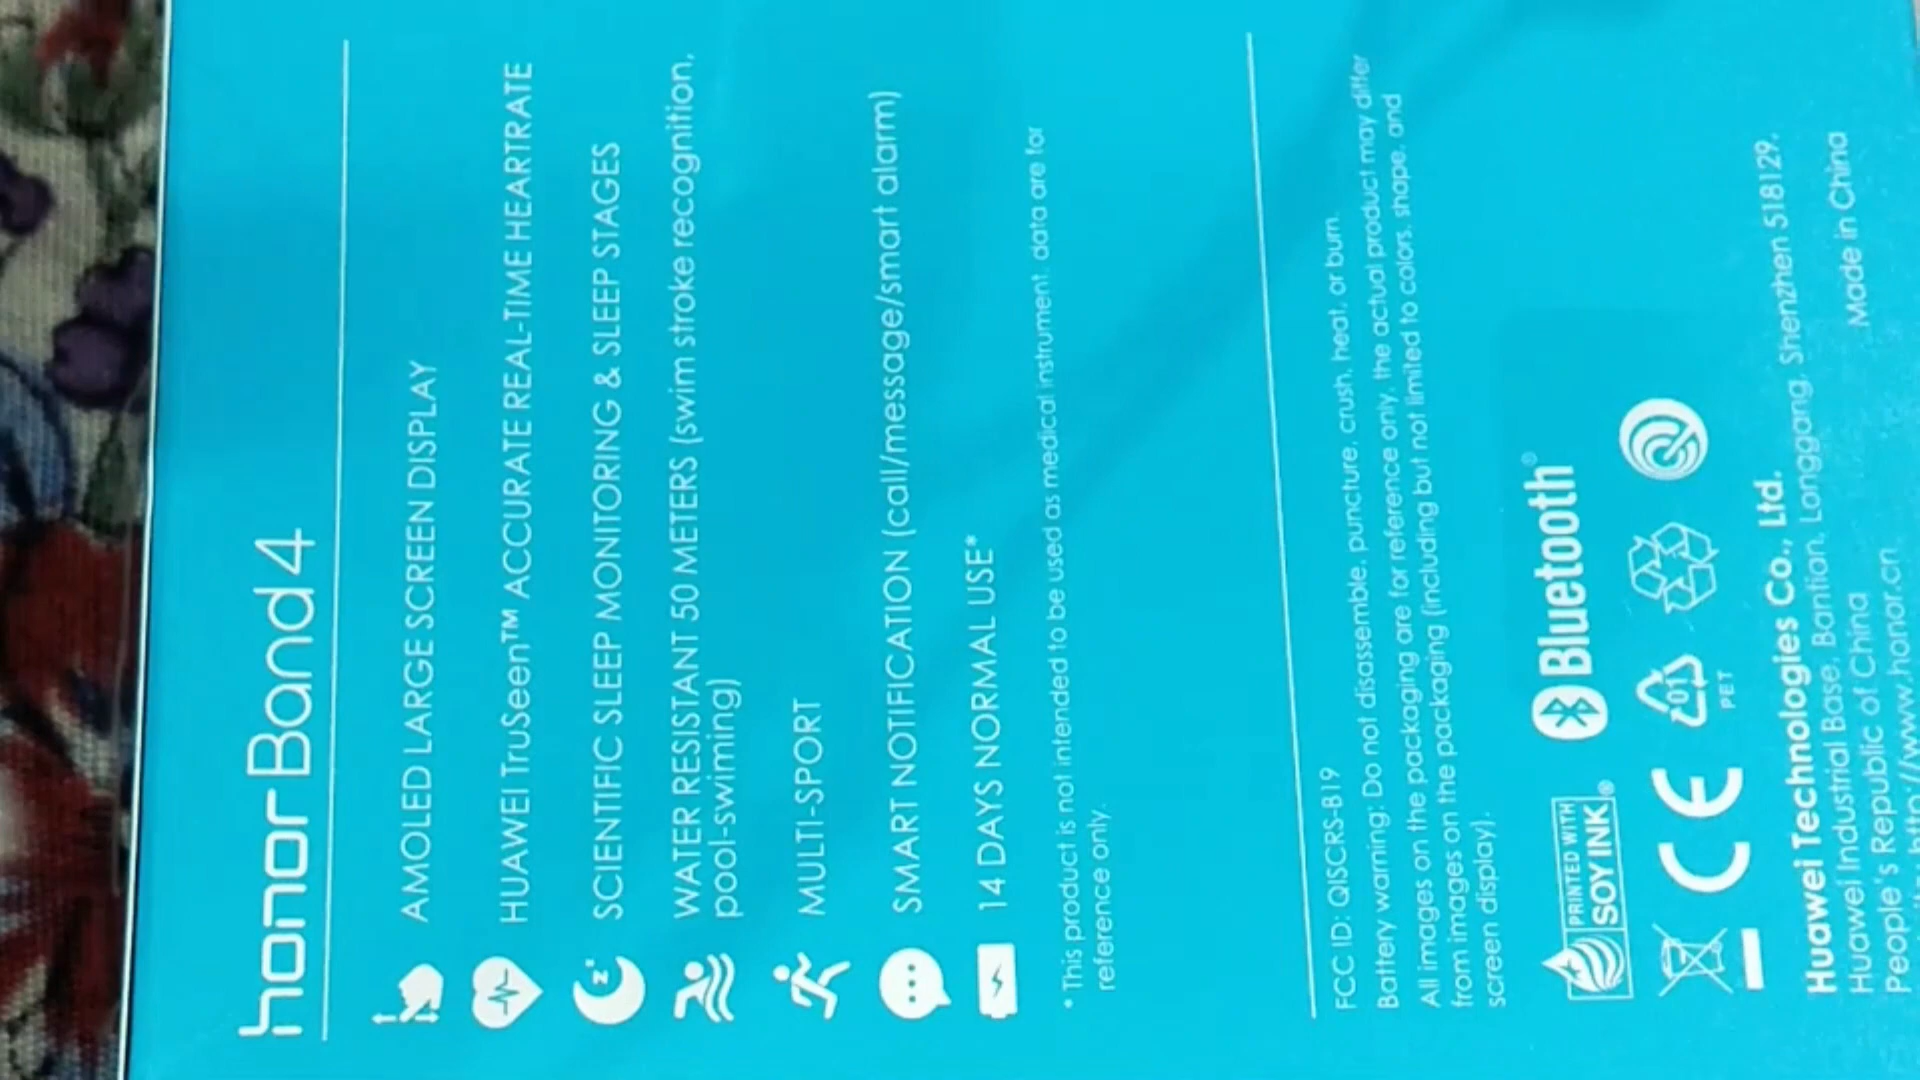 honor Band 4
AMOLED LARGE SCREEN DISPLAY
HUAWEI TruSeen™ ACCURATE REAL-TIME HEARTRATE
SCIENTIFIC SLEEP MONITORING & SLEEP STAGES
WATER RESISTANT 50 METERS (swim stroke recognition,
pool-swiming)
MULTI-SPORT
SMART NOTIFICATION (call/message/smart alarm)
14 DAYS NORMAL USE*
* This product is not intended to be used as medical instrument, data are for
reference only.
FCC ID: QISCRS-B19
Battery warning: Do not disassemble, puncture, crush, heat, or burn.
All images on the packaging are for reference only, the actual product may differ
from images on the packaging (including but not limited to colors, shape, and
screen display).
PRINTED WITH
SOY INK®
Bluetooth®
CE
01
PET
Huawei Technologies Co., Ltd.
Huawei Industrial Base, Bantian, Longgang, Shenzhen 518129,
People's Republic of China
Made in China
http://www.honor.cn